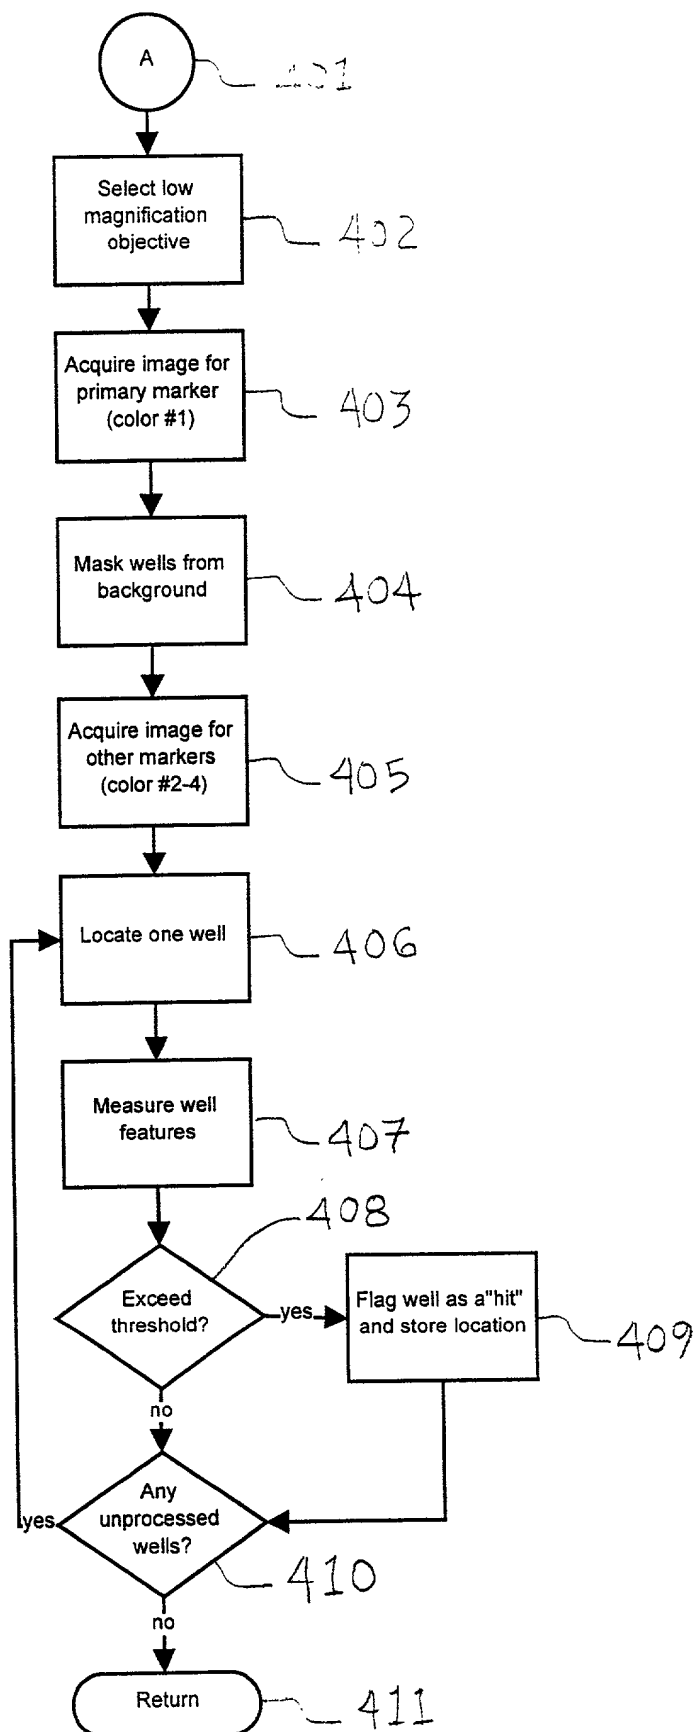 A
401
Select low
magnification
objective
402
Acquire image for
primary marker
(color #1)
403
Mask wells from
background
404
Acquire image for
other markers
(color #2-4)
405
Locate one well
406
Measure well
features
407
408
Exceed
threshold?
yes
Flag well as a"hit"
and store location
409
no
Any
unprocessed
wells?
yes
410
no
Return
411